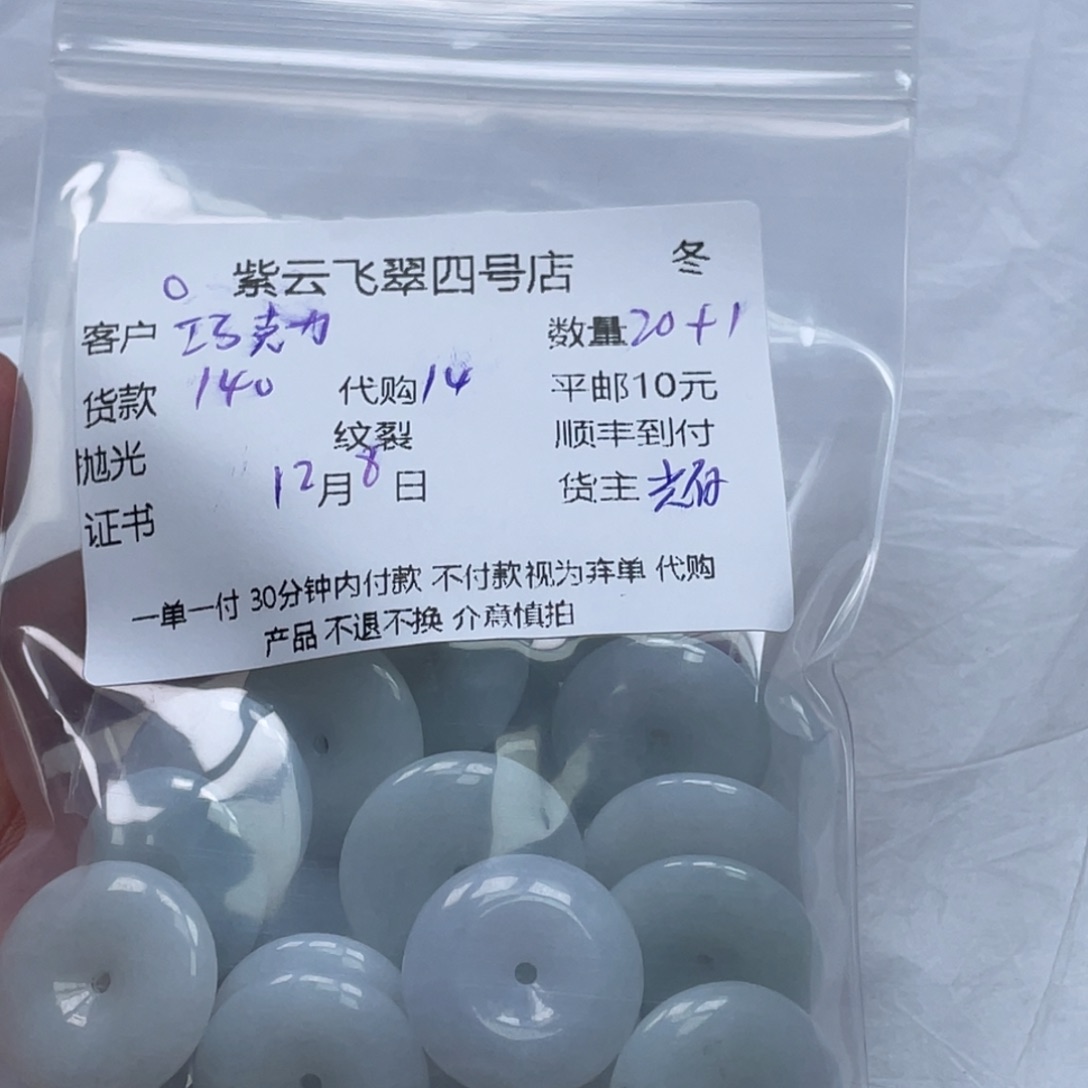 紫云飞翠四号店 冬
客户 巧克力 数量20+1
货款 140 代购14 平邮10元
抛光 纹裂 顺丰到付
12月8日 货主
证书
一单一付 30分钟内付款 不付款视为弃单 代购
产品 不退不换 介意慎拍